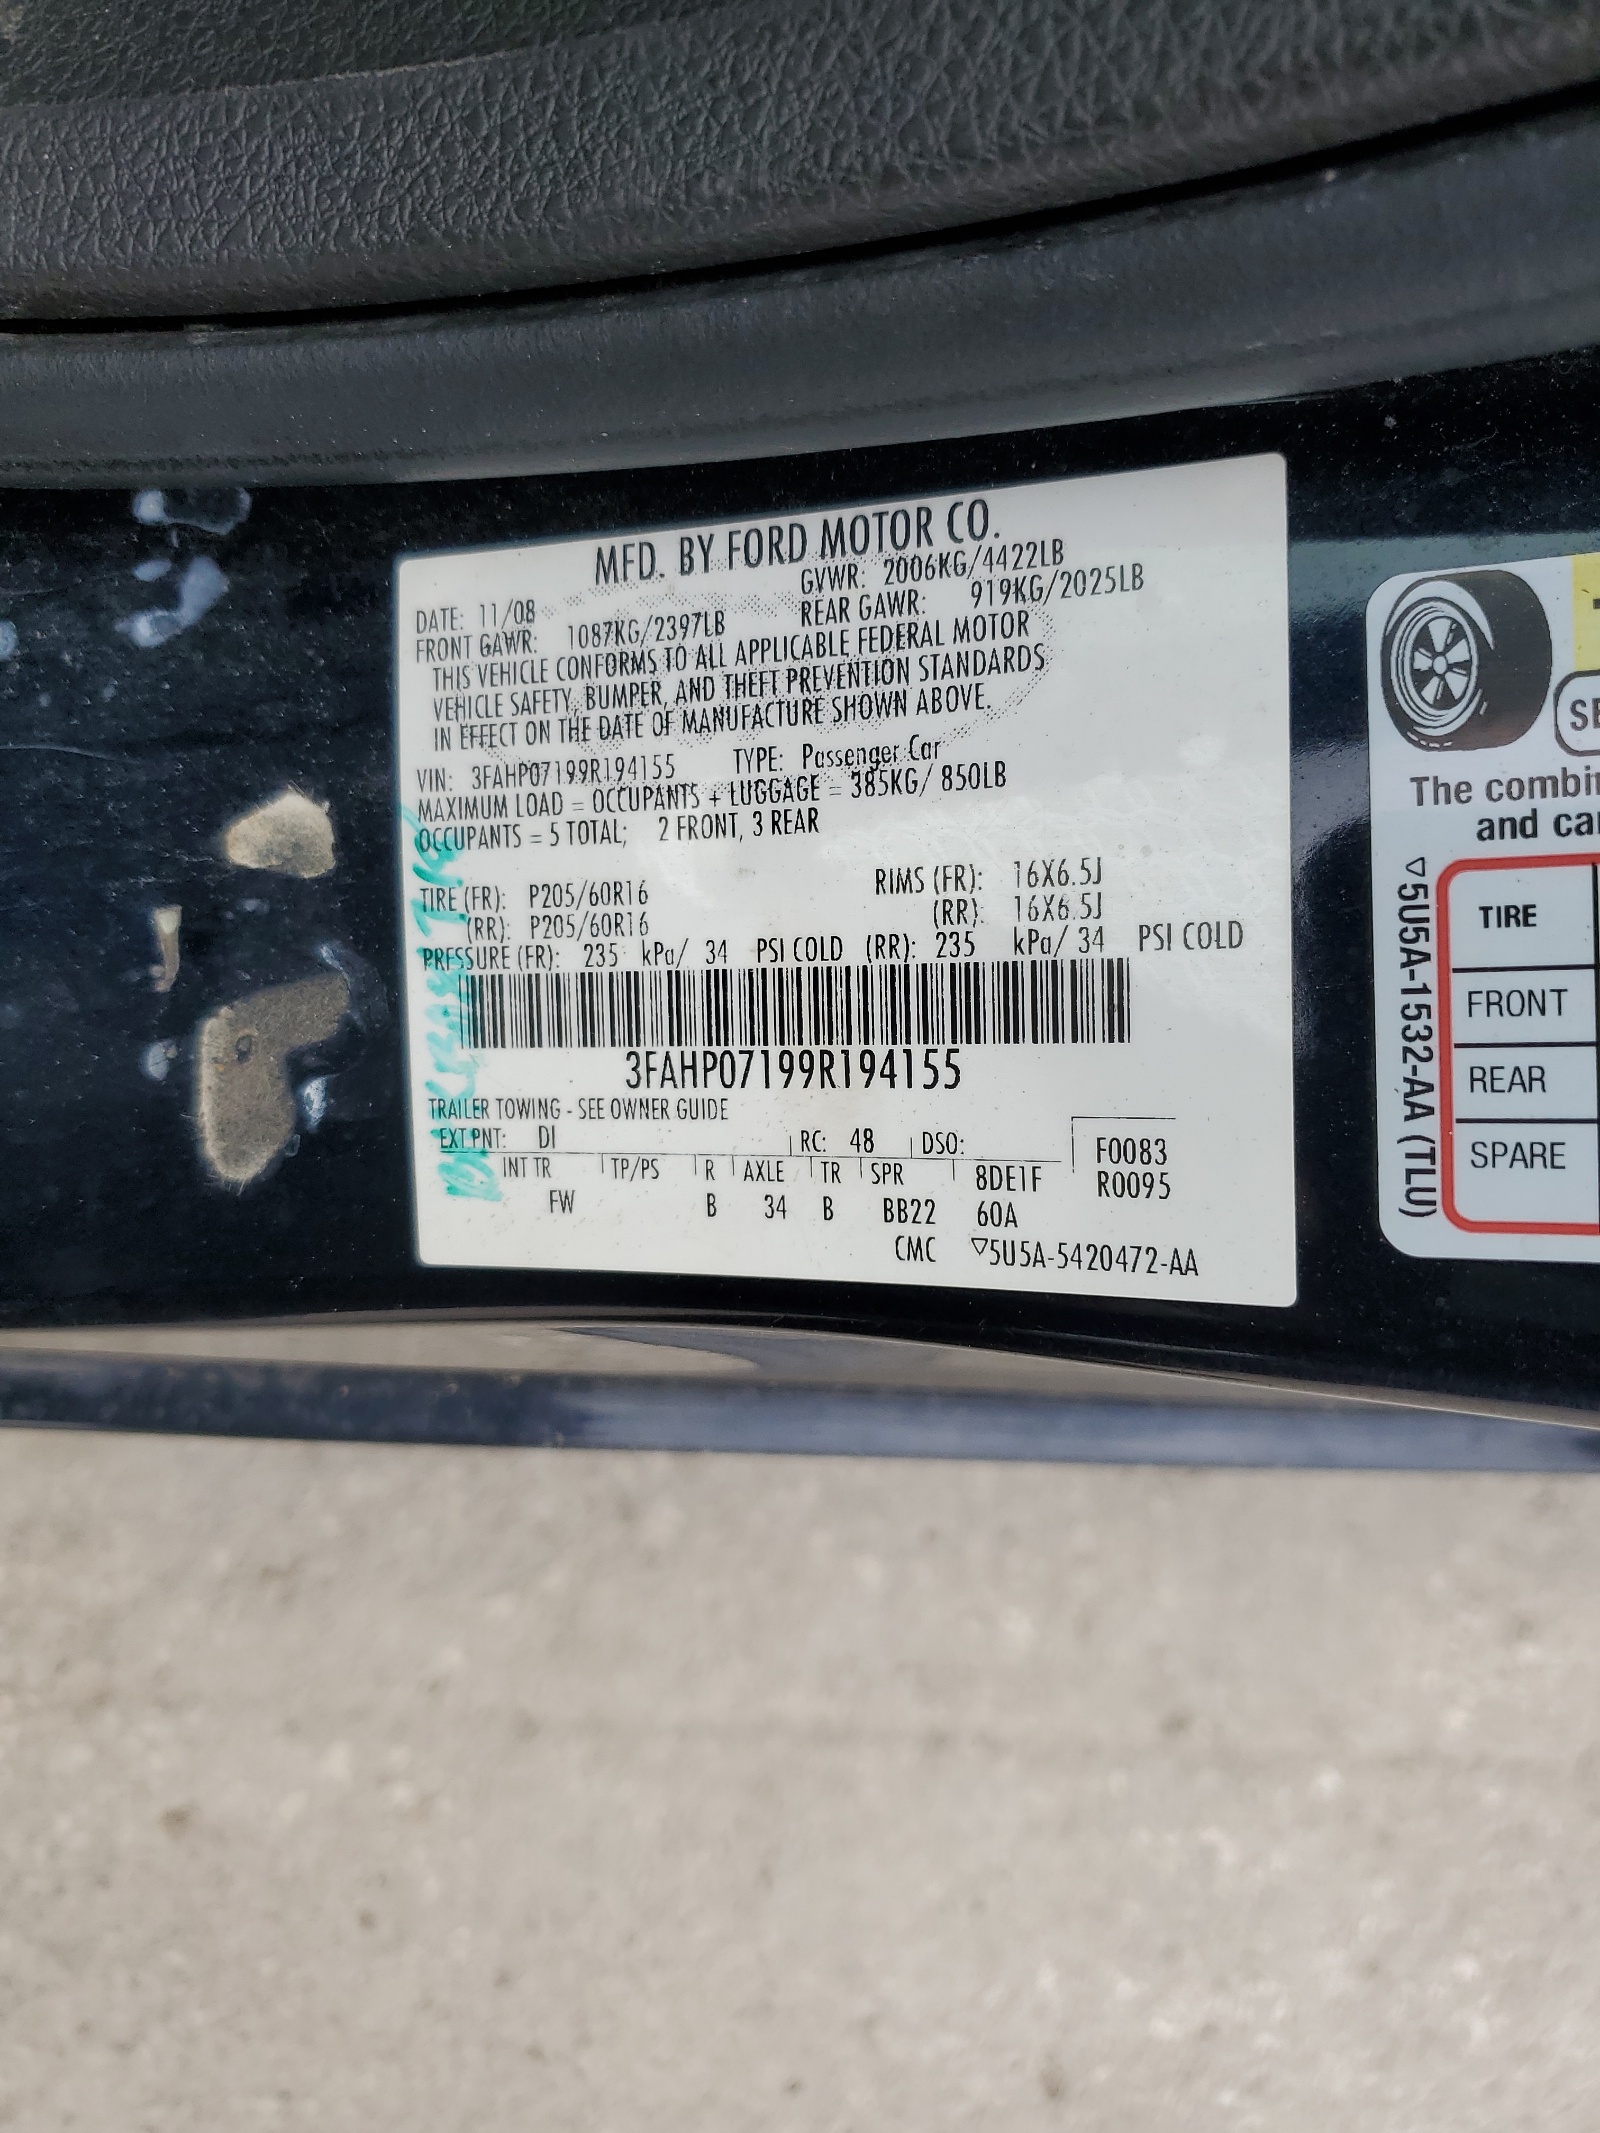 MFD. BY FORD MOTOR CO.
DATE: 11/08 GVWR: 2006KG/4422LB
FRONT GAWR: 1087KG/2397LB REAR GAWR: 919KG/2025LB
THIS VEHICLE CONFORMS TO ALL APPLICABLE FEDERAL MOTOR
VEHICLE SAFETY, BUMPER, AND THEFT PREVENTION STANDARDS
IN EFFECT ON THE DATE OF MANUFACTURE SHOWN ABOVE.
VIN: 3FAHP07199R194155 TYPE: Passenger Car
MAXIMUM LOAD = OCCUPANTS + LUGGAGE = 385KG/ 850LB
OCCUPANTS = 5 TOTAL; 2 FRONT, 3 REAR
TIRE (FR): P205/60R16 RIMS (FR): 16X6.5J
(RR): P205/60R16 (RR): 16X6.5J
PRESSURE (FR): 235 kPa/ 34 PSI COLD (RR): 235 kPa/ 34 PSI COLD
3FAHP07199R194155
TRAILER TOWING - SEE OWNER GUIDE
EXT PNT: DI RC: 48 DSO: F0083
INT TR TP/PS R AXLE TR SPR 8DE1F R0095
FW B 34 B BB22 60A
CMC ▽5U5A-5420472-AA
The combin
and ca
▽5U5A-1532-AA (TLU)
TIRE
FRONT
REAR
SPARE